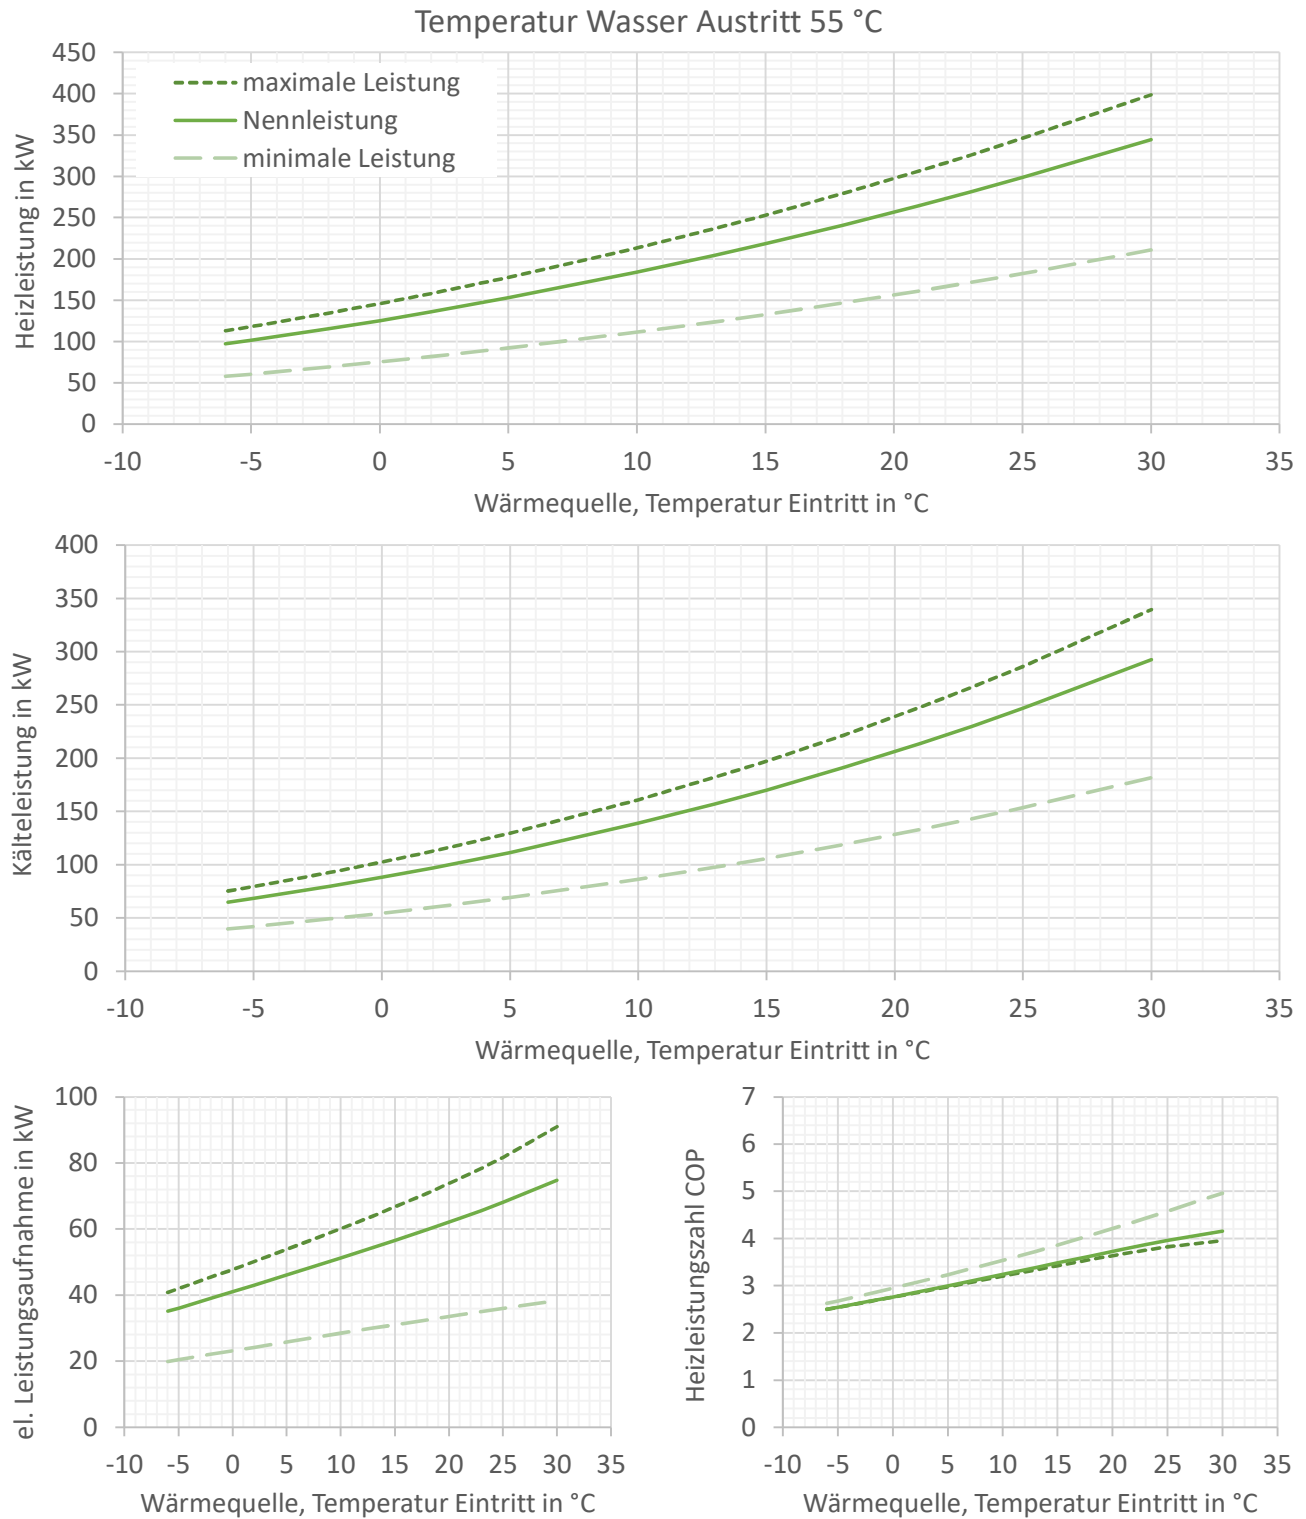 Temperatur Wasser Austritt 55 °C
450
400
350
300
250
200
150
100
50
0
Heizleistung in kW
maximale Leistung
Nennleistung
minimale Leistung
-10 -5 0 5 10 15 20 25 30 35
Wärmequelle, Temperatur Eintritt in °C
400
350
300
250
200
150
100
50
0
Kälteleistung in kW
-10 -5 0 5 10 15 20 25 30 35
Wärmequelle, Temperatur Eintritt in °C
100
80
60
40
20
0
el. Leistungsaufnahme in kW
-10 -5 0 5 10 15 20 25 30 35
Wärmequelle, Temperatur Eintritt in °C
7
6
5
4
3
2
1
0
Heizleistungszahl COP
-10 -5 0 5 10 15 20 25 30 35
Wärmequelle, Temperatur Eintritt in °C